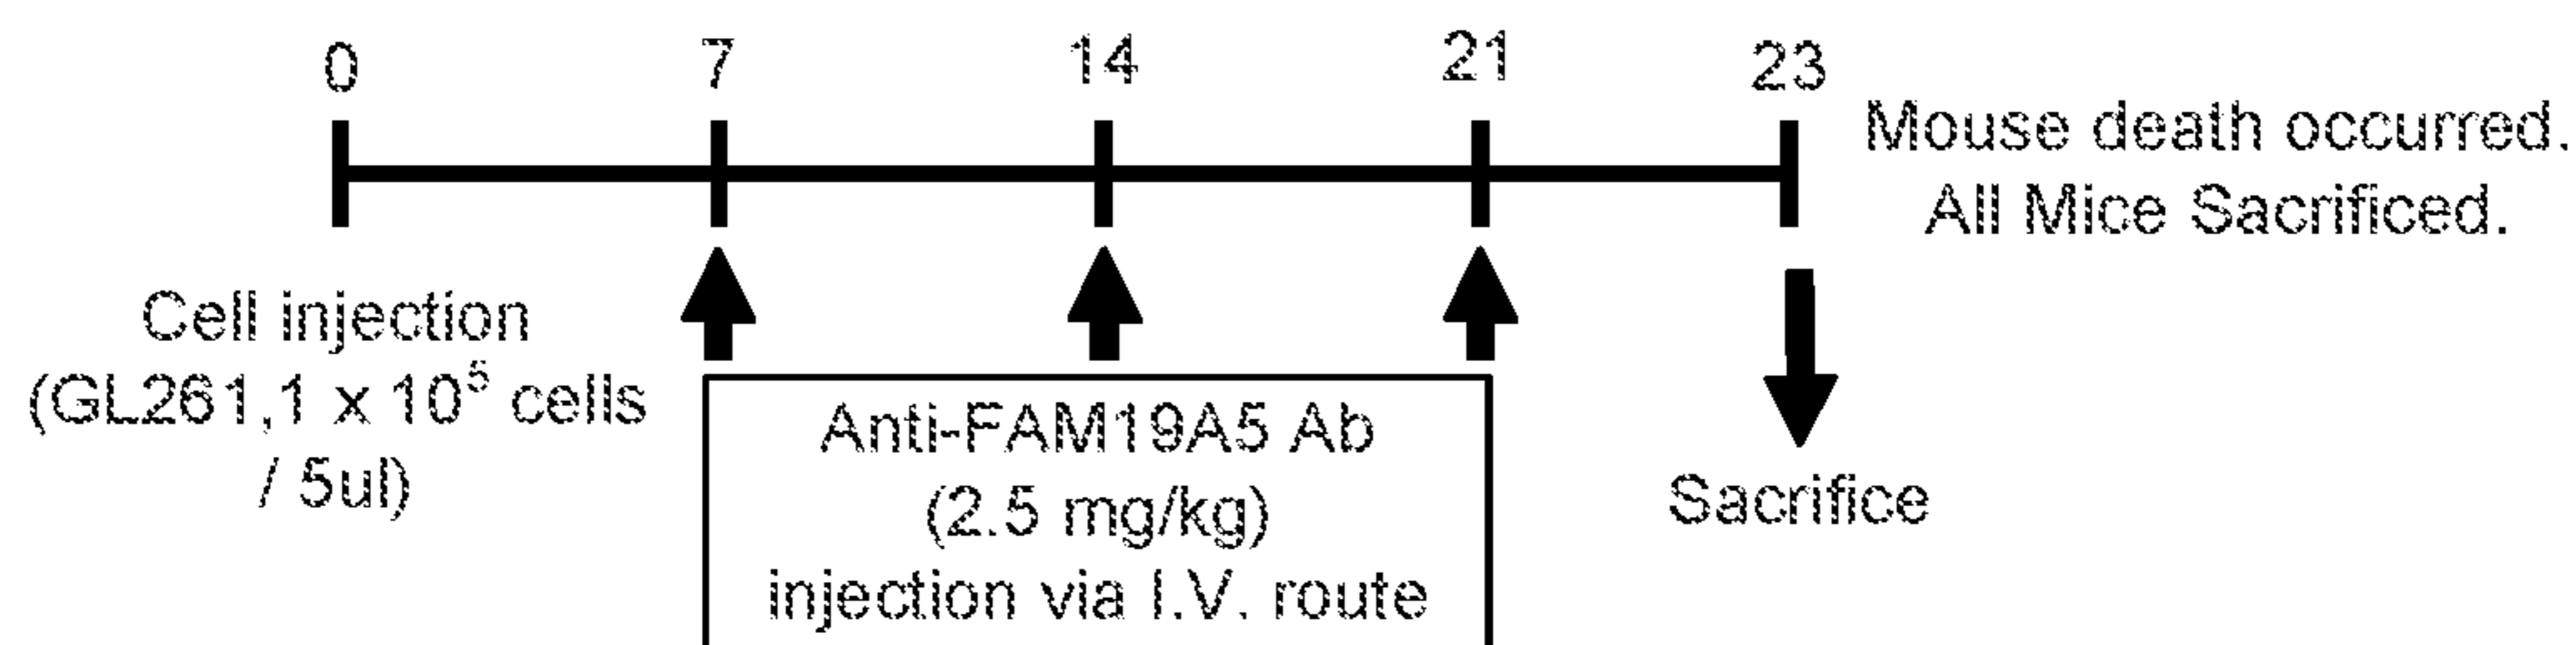 0 7 14 21 23
Mouse death occurred.
All Mice Sacrificed.
Cell injection
(GL261,1 x 10⁵ cells
/ 5ul)
Anti-FAM19A5 Ab
(2.5 mg/kg)
injection via I.V. route
Sacrifice